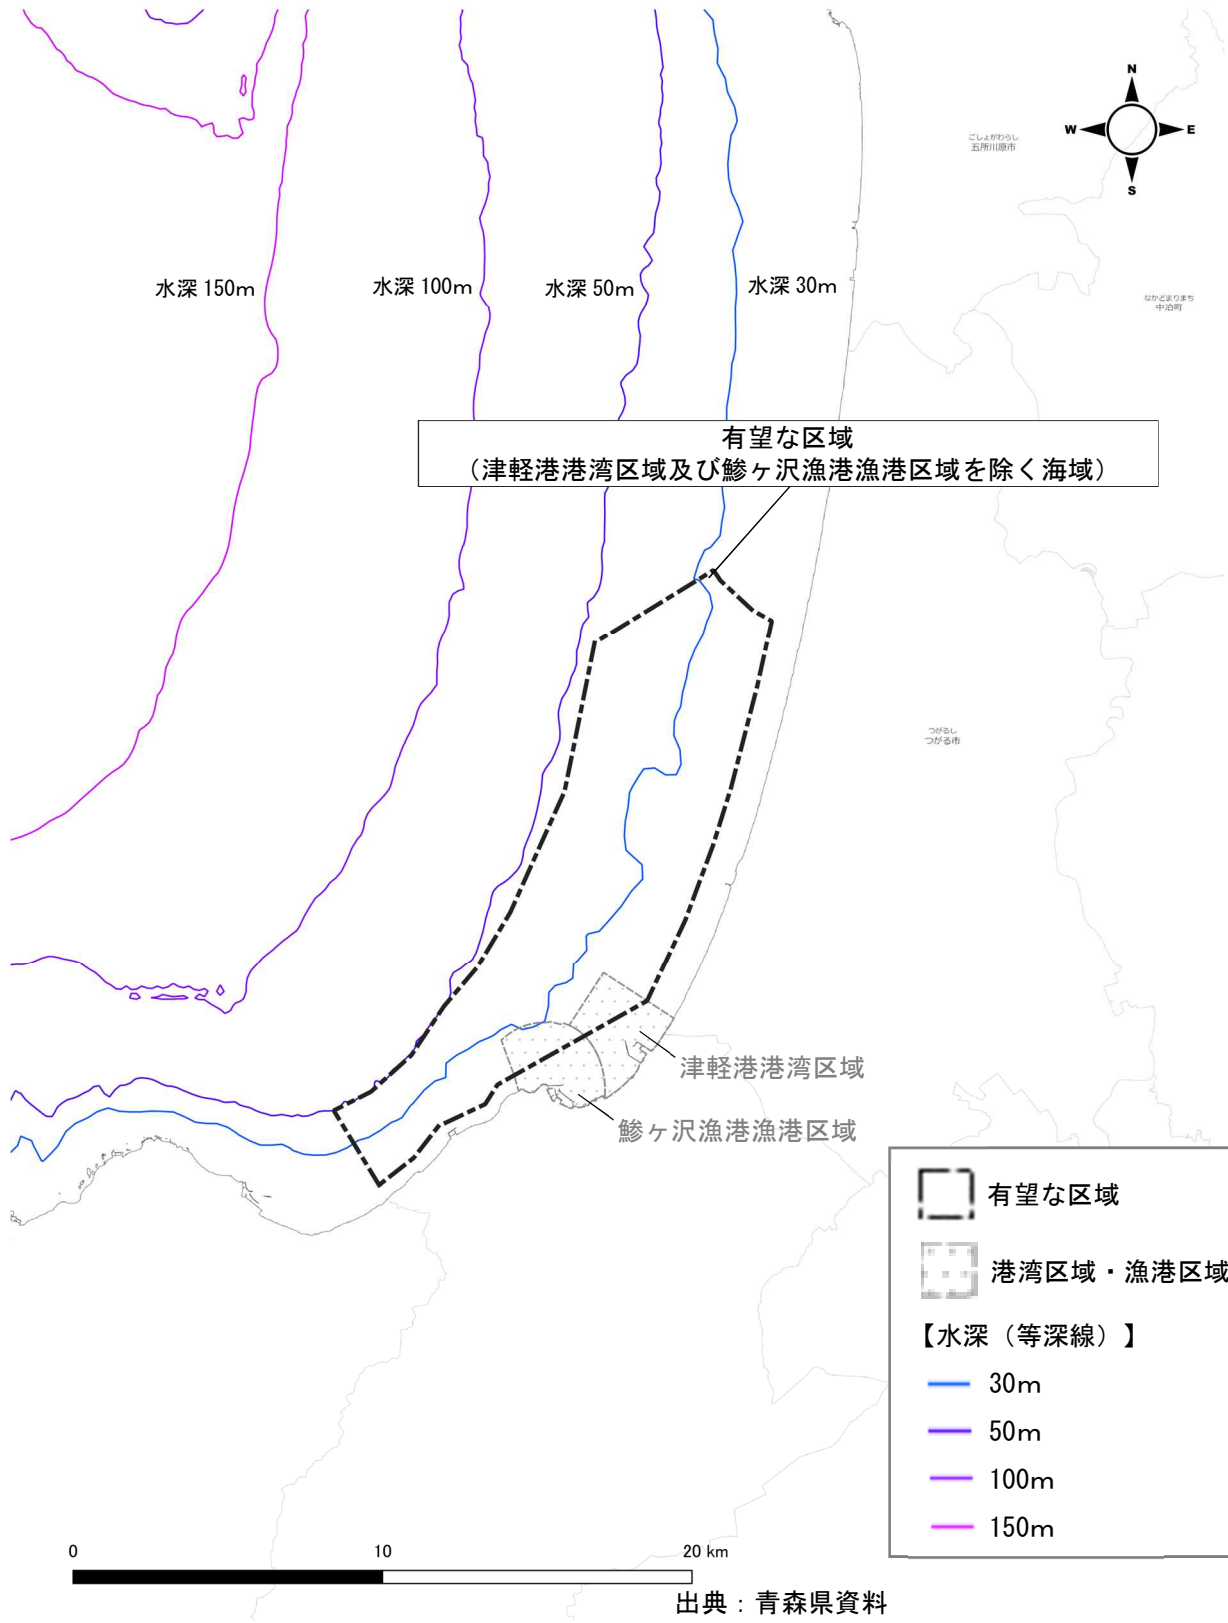 N
W
E
S
ごしょがわらし
五所川原市
水深 150m
水深 100m
水深 50m
水深 30m
なかどまりまち
中泊町
有望な区域
（津軽港港湾区域及び鰺ヶ沢漁港漁港区域を除く海域）
つがるし
つがる市
津軽港港湾区域
鰺ヶ沢漁港漁港区域
有望な区域
港湾区域・漁港区域
【水深（等深線）】
30m
50m
100m
150m
0
10
20 km
出典：青森県資料